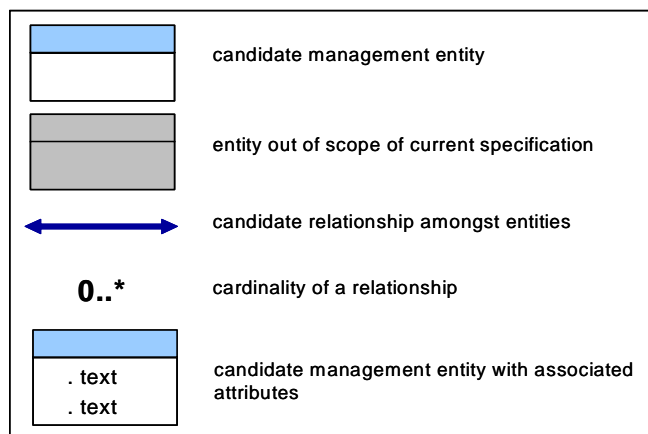 candidate management entity
entity out of scope of current specification
candidate relationship amongst entities
0..*
cardinality of a relationship
. text
. text
candidate management entity with associated
attributes